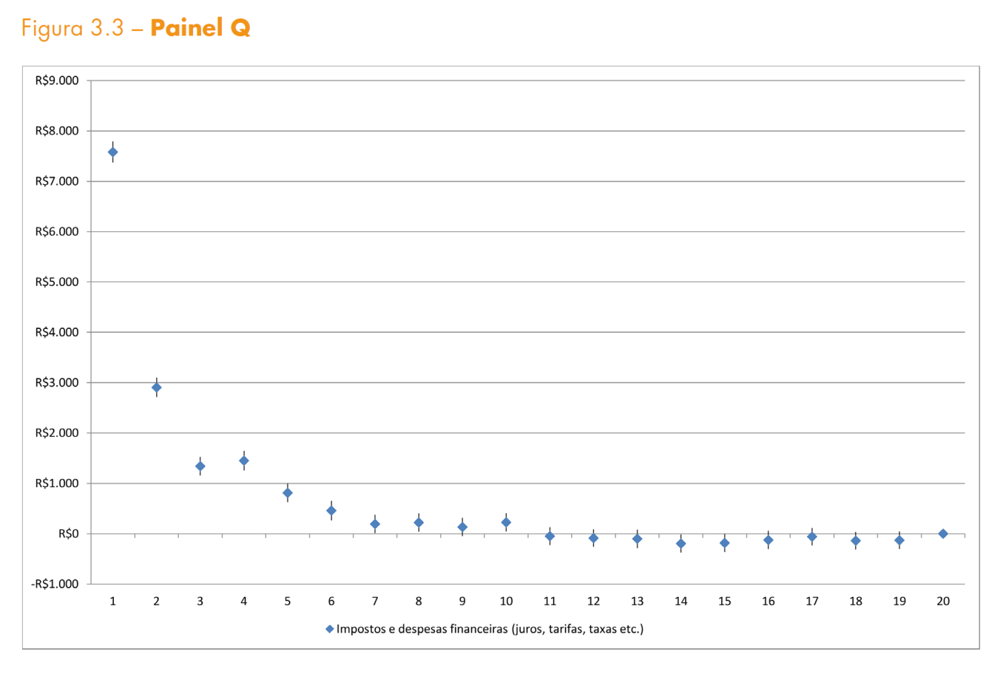 Figura 3.3 – Painel Q
R$9.000
R$8.000
R$7.000
R$6.000
R$5.000
R$4.000
R$3.000
R$2.000
R$1.000
R$0
-R$1.000
1 2 3 4 5 6 7 8 9 10 11 12 13 14 15 16 17 18 19 20
Impostos e despesas financeiras (juros, tarifas, taxas etc.)